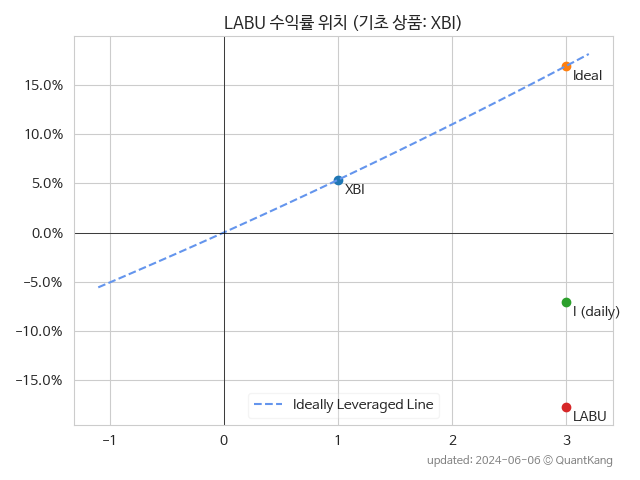 LABU 수익률 위치 (기초 상품: XBI)
15.0%
10.0%
5.0%
0.0%
−5.0%
−10.0%
−15.0%
Ideal
XBI
I (daily)
LABU
Ideally Leveraged Line
−1 0 1 2 3
updated: 2024-06-06 © QuantKang